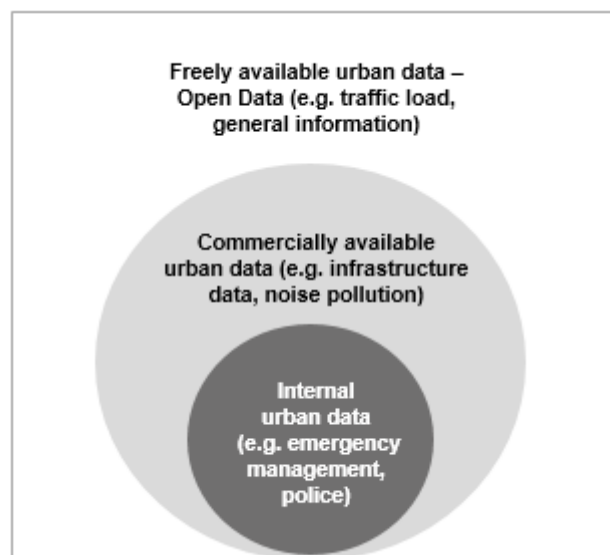 Freely available urban data –
Open Data (e.g. traffic load,
general information)
Commercially available
urban data (e.g. infrastructure
data, noise pollution)
Internal
urban data
(e.g. emergency
management,
police)